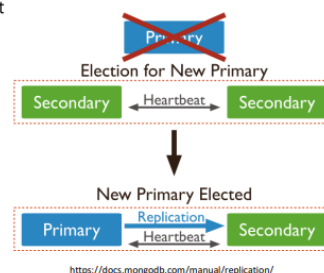 t
Primary
Election for New Primary
Secondary Heartbeat Secondary
New Primary Elected
Replication
Primary Secondary
Heartbeat
https://docs.mongodb.com/manual/replication/